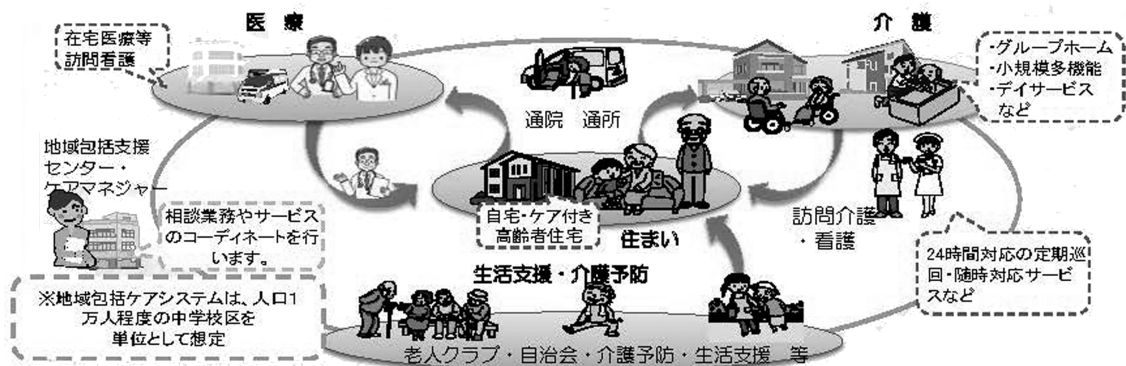 医 療
介 護
在宅医療等
訪問看護
・グループホーム
・小規模多機能
・デイサービス
など
通院 通所
地域包括支援
センター・
ケアマネジャー
相談業務やサービス
のコーディネートを行
います。
自宅・ケア付き
高齢者住宅
住まい
訪問介護
・看護
24時間対応の定期巡
回・随時対応サービ
スなど
生活支援・介護予防
※地域包括ケアシステムは、人口1
万人程度の中学校区を
単位として想定
老人クラブ・自治会・介護予防・生活支援 等